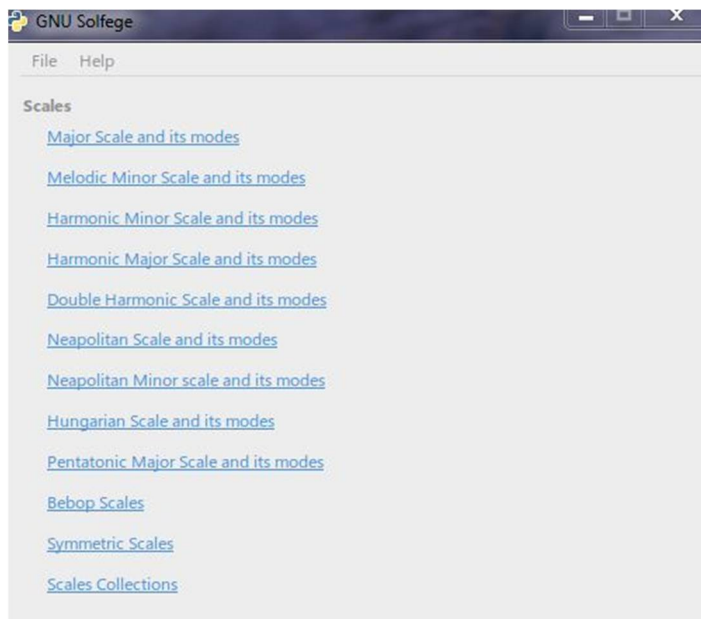 GNU Solfege
File Help
Scales
Major Scale and its modes
Melodic Minor Scale and its modes
Harmonic Minor Scale and its modes
Harmonic Major Scale and its modes
Double Harmonic Scale and its modes
Neapolitan Scale and its modes
Neapolitan Minor scale and its modes
Hungarian Scale and its modes
Pentatonic Major Scale and its modes
Bebop Scales
Symmetric Scales
Scales Collections